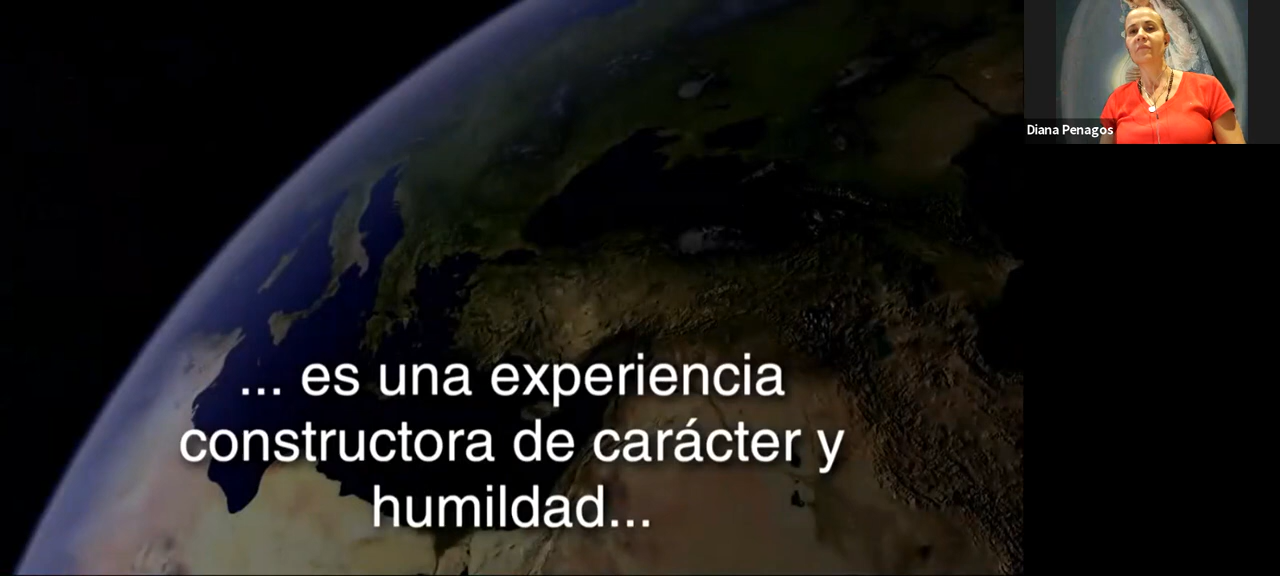 Diana Penagos
... es una experiencia
constructora de carácter y
humildad...